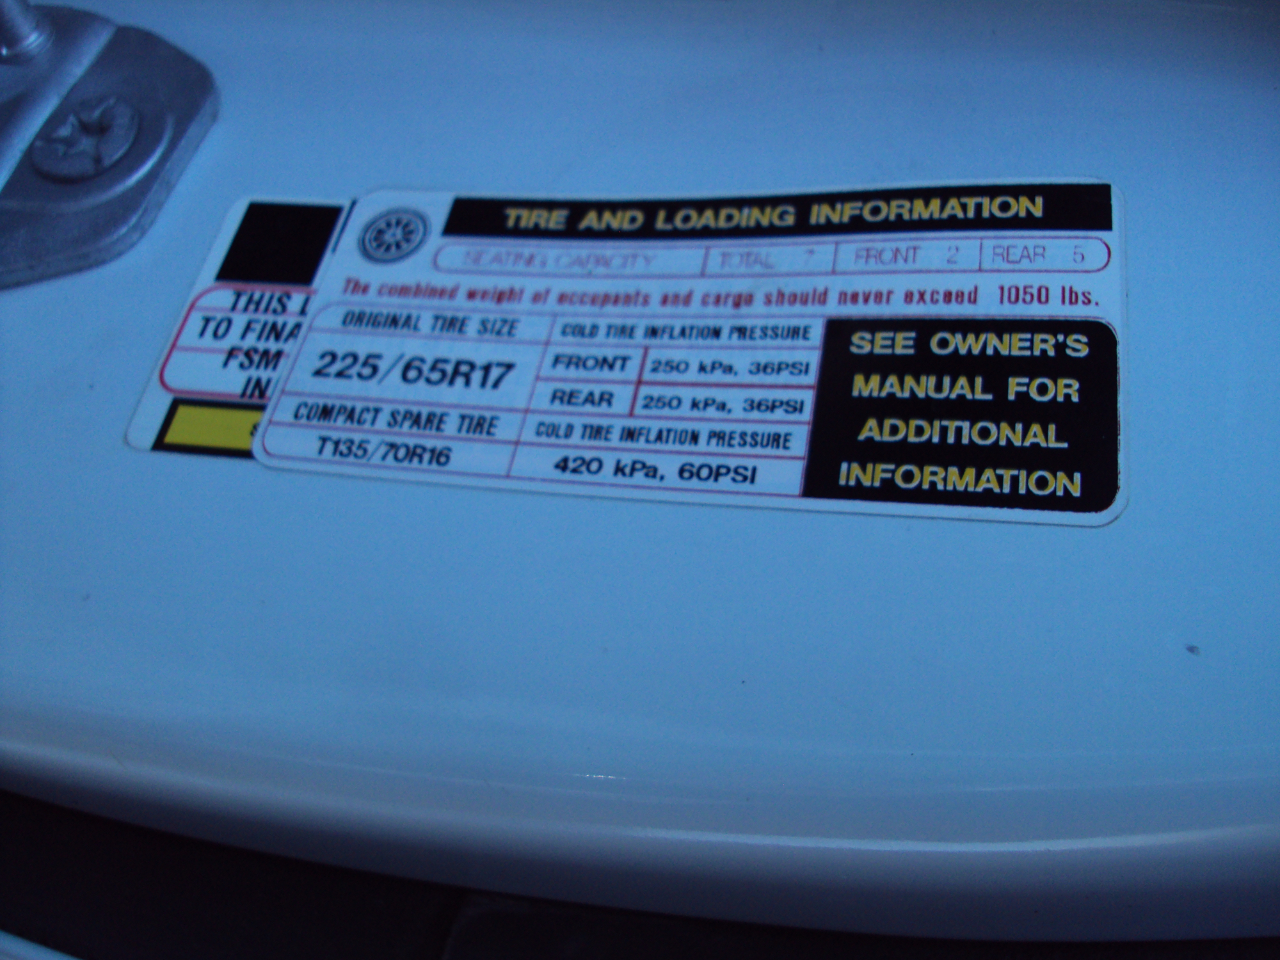 TIRE AND LOADING INFORMATION
SEATING CAPACITY TOTAL 7 FRONT 2 REAR 5
The combined weight of occupants and cargo should never exceed 1050 lbs.
ORIGINAL TIRE SIZE
225/65R17
COLD TIRE INFLATION PRESSURE
FRONT 250 kPa, 36PSI
REAR 250 kPa, 36PSI
COMPACT SPARE TIRE
T135/70R16
COLD TIRE INFLATION PRESSURE
420 kPa, 60PSI
SEE OWNER'S
MANUAL FOR
ADDITIONAL
INFORMATION
THIS
TO FINA
FSM
IN